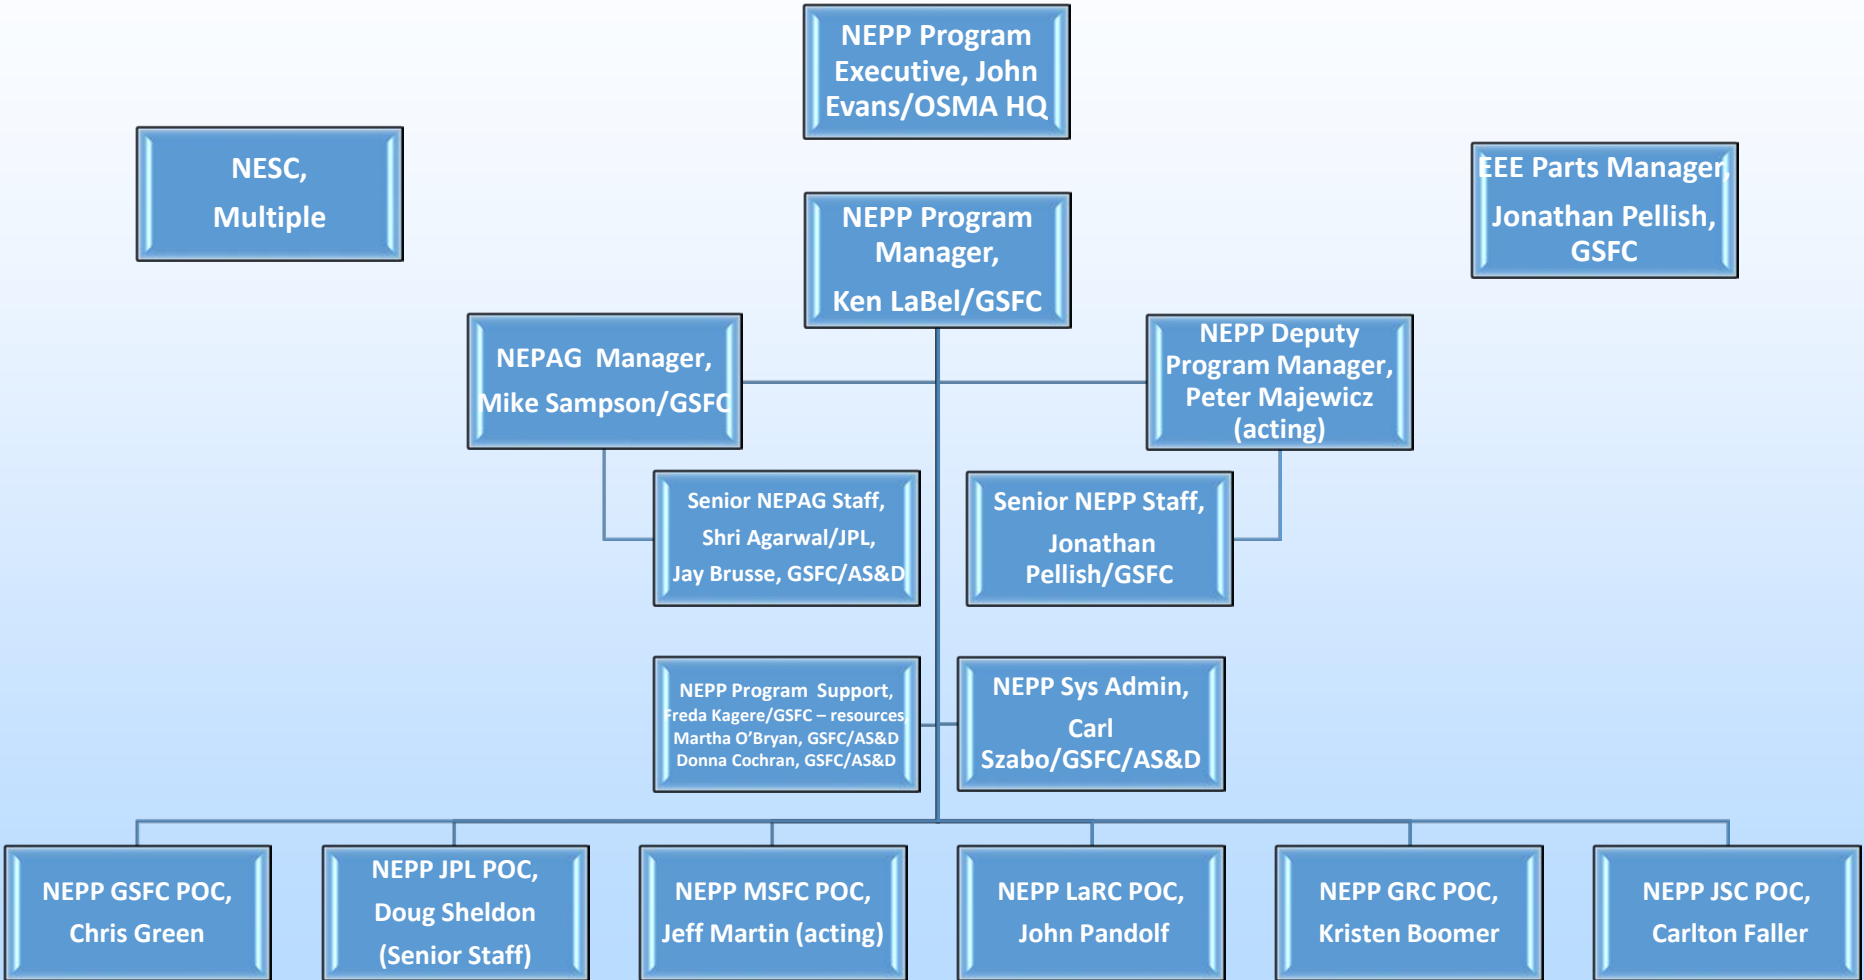 NEPP Program
Executive, John
Evans/OSMA HQ
NESC,
Multiple
EEE Parts Manager,
Jonathan Pellish,
GSFC
NEPP Program
Manager,
Ken LaBel/GSFC
NEPAG Manager,
Mike Sampson/GSFC
NEPP Deputy
Program Manager,
Peter Majewicz
(acting)
Senior NEPAG Staff,
Shri Agarwal/JPL,
Jay Brusse, GSFC/AS&D
Senior NEPP Staff,
Jonathan
Pellish/GSFC
NEPP Program Support,
Freda Kagere/GSFC – resources
Martha O'Bryan, GSFC/AS&D
Donna Cochran, GSFC/AS&D
NEPP Sys Admin,
Carl
Szabo/GSFC/AS&D
NEPP GSFC POC,
Chris Green
NEPP JPL POC,
Doug Sheldon
(Senior Staff)
NEPP MSFC POC,
Jeff Martin (acting)
NEPP LaRC POC,
John Pandolf
NEPP GRC POC,
Kristen Boomer
NEPP JSC POC,
Carlton Faller